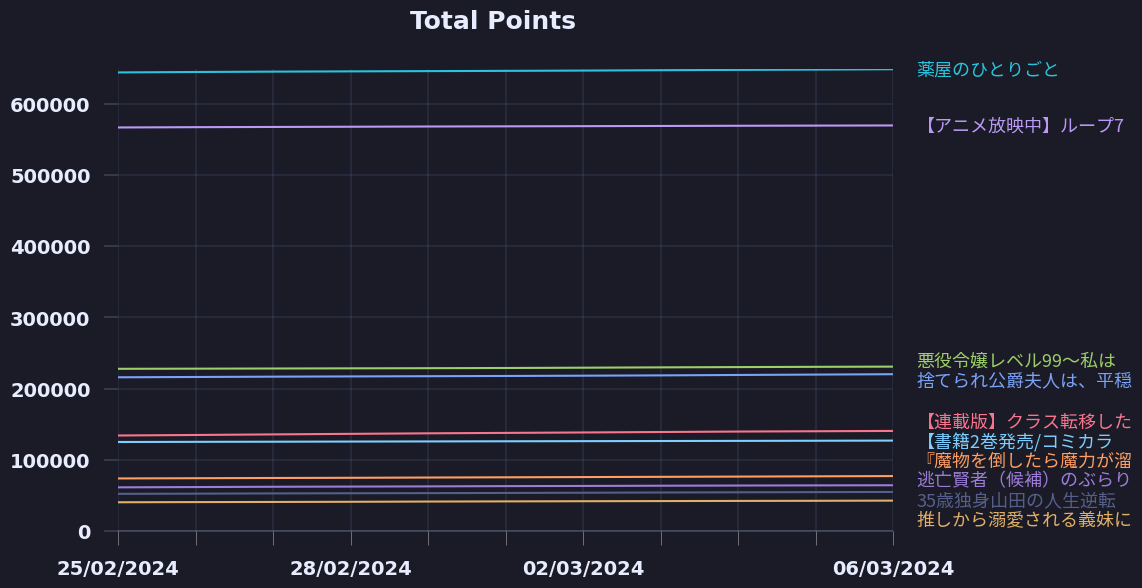 Total Points
薬屋のひとりごと
600000
【アニメ放映中】ループ7
500000
400000
300000
悪役令嬢レベル99～私は
200000
捨てられ公爵夫人は、平穏
【連載版】クラス転移した
【書籍2巻発売/コミカラ
100000
『魔物を倒したら魔力が溜
逃亡賢者（候補）のぶらり
35歳独身山田の人生逆転
推しから溺愛される義妹に
0
25/02/2024
28/02/2024
02/03/2024
06/03/2024